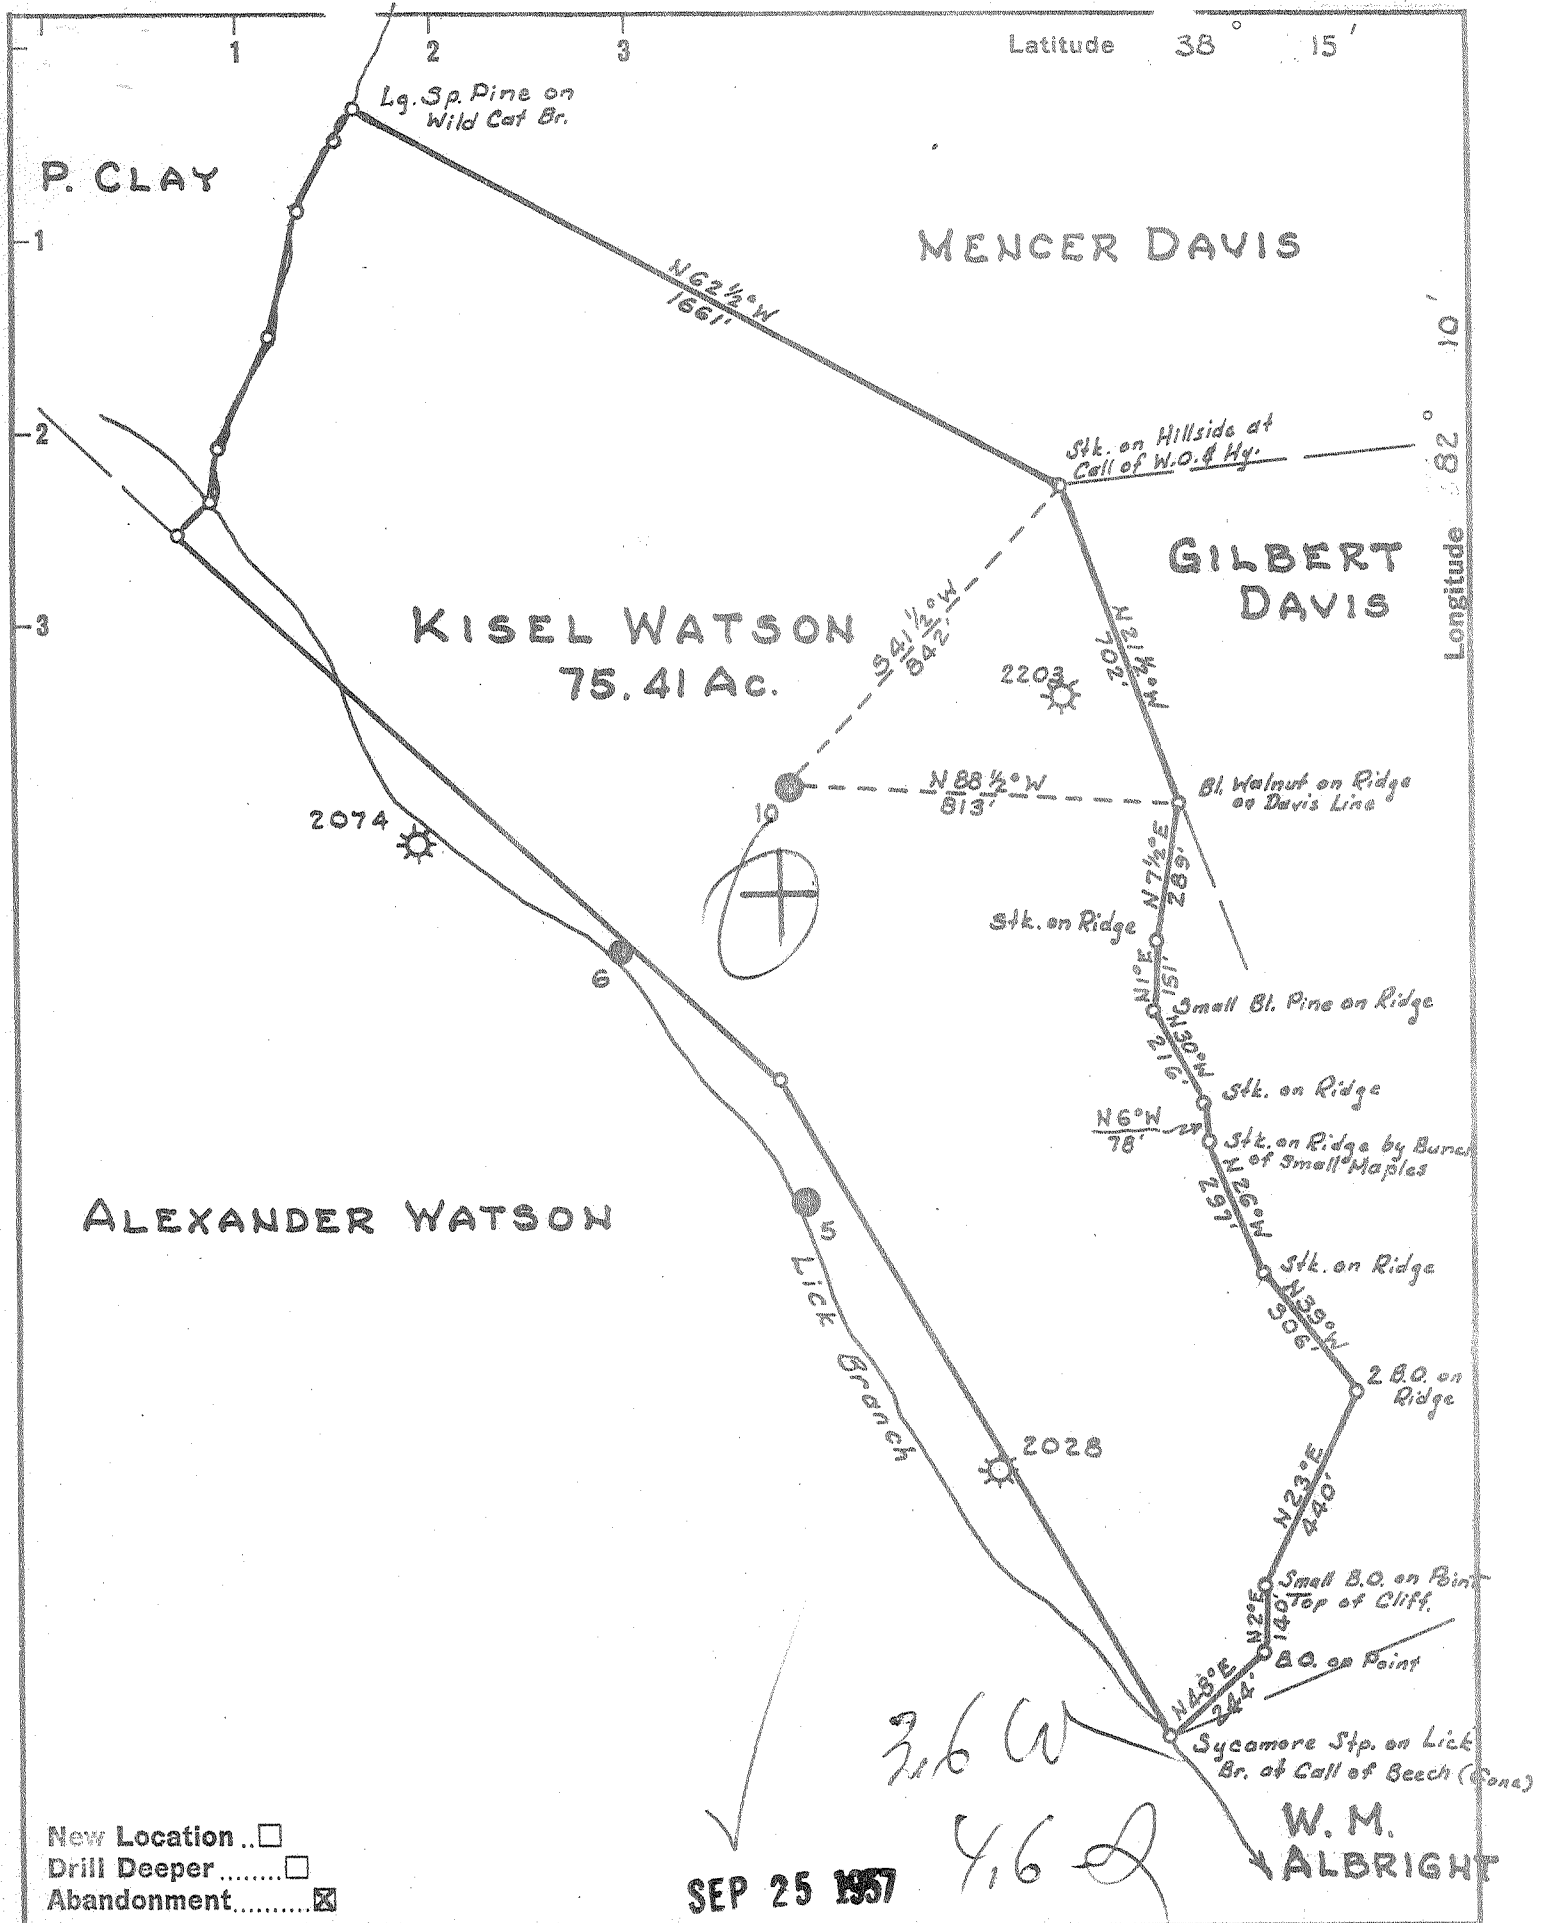 1 2 3 Latitude 38° 15'
Lg. Sp. Pine on
Wild Cat Br.
P. CLAY
1
MENCER DAVIS
N 62½° W
1661'
Longitude 82° 10'
2
Stk. on Hillside at
Call of W.O. & Hy.
GILBERT
DAVIS
3
KISEL WATSON
75.41 Ac.
S 41½° W
842'
N 21¼° W
702'
2203
10
N 88½° W
813'
Bl. Walnut on Ridge
on Davis Line
2074
N 7½° E
289'
Stk. on Ridge
6
N 1° E
151'
Small Bl. Pine on Ridge
N 30° W
216'
Stk. on Ridge
N 6° W
78'
Stk. on Ridge by Bunch
of Small Maples
N 26° W
297'
ALEXANDER WATSON
5
Stk. on Ridge
N 39° W
306'
Lick Branch
2 B.O. on
Ridge
2028
N 23° E
440'
Small B.O. on Point
Top of Cliff.
N 2° E
140'
B.O. on Point
N 48° E
244'
3.6 W
Sycamore Stp. on Lick
Br. at Call of Beech (Gone)
4.6 S
W. M.
ALBRIGHT
New Location .. ☐
Drill Deeper ........ ☐
Abandonment .......... ☒
SEP 25 1957